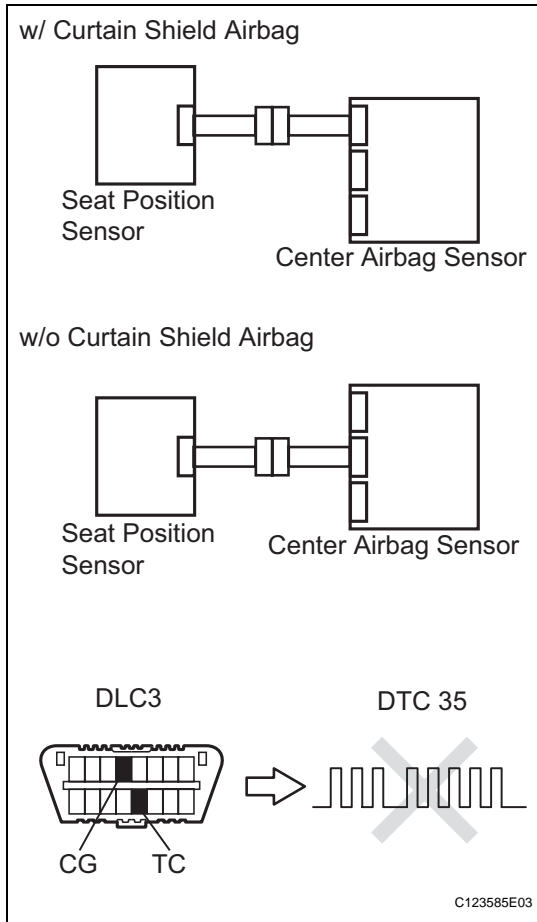 w/ Curtain Shield Airbag
Seat Position
Sensor
Center Airbag Sensor
w/o Curtain Shield Airbag
Seat Position
Sensor
Center Airbag Sensor
DLC3
DTC 35
CG
TC
C123585E03